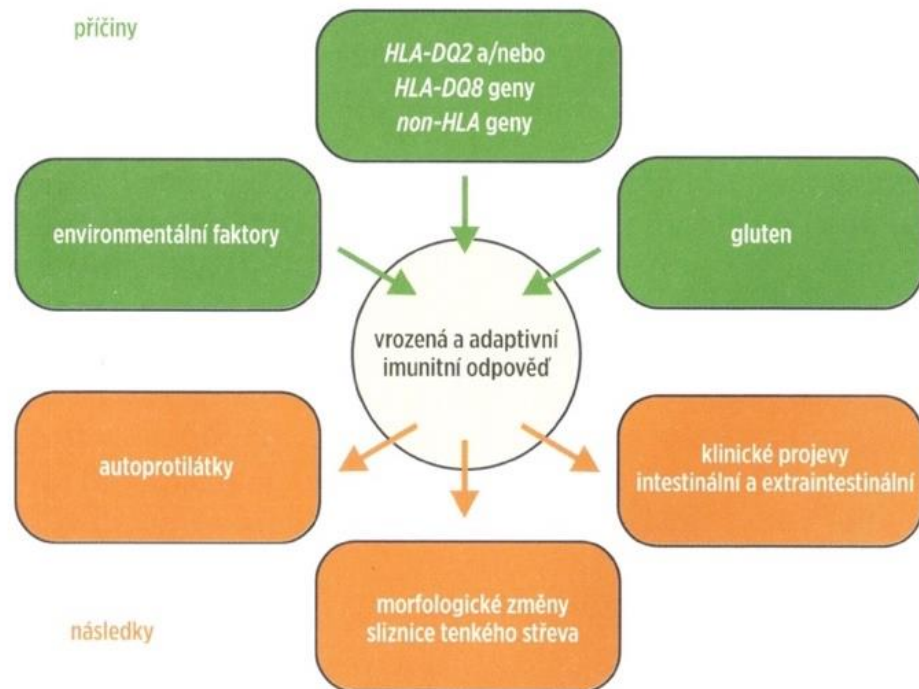 příčiny
HLA-DQ2 a/nebo
HLA-DQ8 geny
non-HLA geny
environmentální faktory
gluten
vrozená a adaptivní
imunitní odpověď
autoprotilátky
klinické projevy
intestinální a extraintestinální
morfologické změny
sliznice tenkého střeva
následky